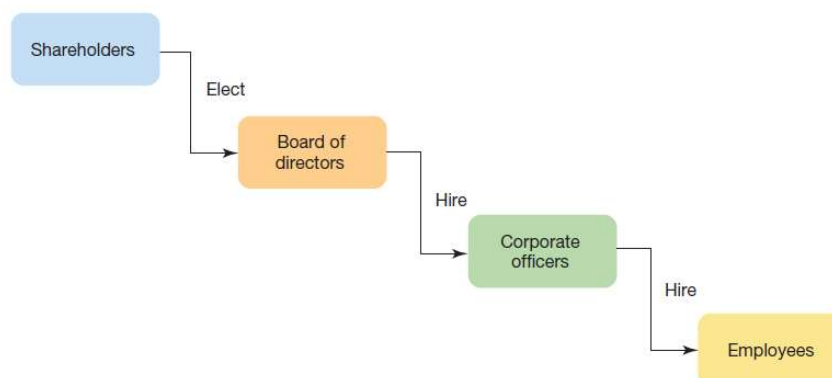 Shareholders
Elect
Board of
directors
Hire
Corporate
officers
Hire
Employees